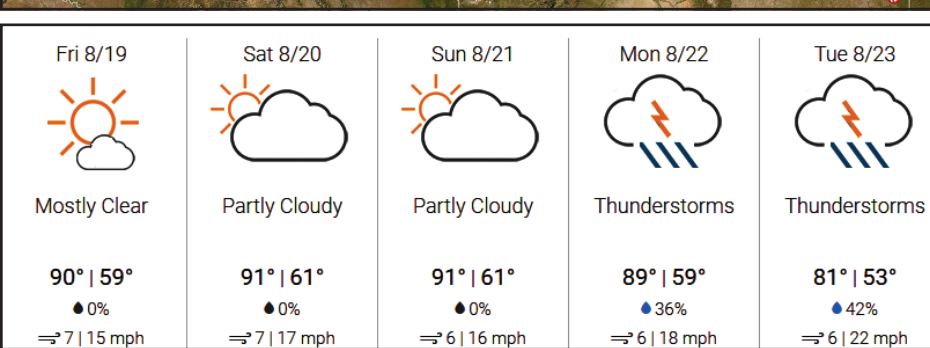 Fri 8/19
Mostly Clear
90° | 59°
0%
7 | 15 mph
Sat 8/20
Partly Cloudy
91° | 61°
0%
7 | 17 mph
Sun 8/21
Partly Cloudy
91° | 61°
0%
6 | 16 mph
Mon 8/22
Thunderstorms
89° | 59°
36%
6 | 18 mph
Tue 8/23
Thunderstorms
81° | 53°
42%
6 | 22 mph